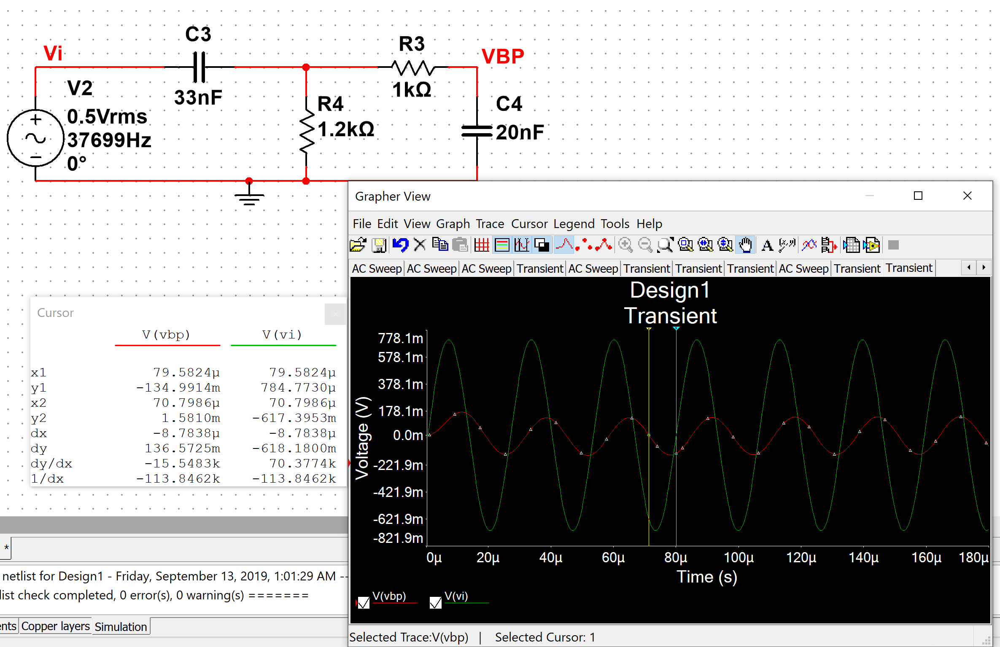 C3
R3
Vi
VBP
V2
0.5Vrms
37699Hz
0°
33nF
1kΩ
R4
1.2kΩ
C4
20nF
Grapher View
File Edit View Graph Trace Cursor Legend Tools Help
AC Sweep AC Sweep AC Sweep Transient AC Sweep Transient Transient Transient AC Sweep Transient Transient
Cursor
V(vbp) V(vi)
x1 79.5824μ 79.5824μ
y1 -134.9914m 784.7730μ
x2 70.7986μ 70.7986μ
y2 1.5810m -617.3953m
dx -8.7838μ -8.7838μ
dy 136.5725m -618.1800m
dy/dx -15.5483k 70.3774k
1/dx -113.8462k -113.8462k
Design1
Transient
Voltage (V)
778.1m
578.1m
378.1m
178.1m
0.0m
-221.9m
-421.9m
-621.9m
-821.9m
0μ 20μ 40μ 60μ 80μ 100μ 120μ 140μ 160μ 180μ
Time (s)
V(vbp) V(vi)
*
netlist for Design1 - Friday, September 13, 2019, 1:01:29 AM --
list check completed, 0 error(s), 0 warning(s) =======
ents Copper layers Simulation
Selected Trace:V(vbp) | Selected Cursor: 1